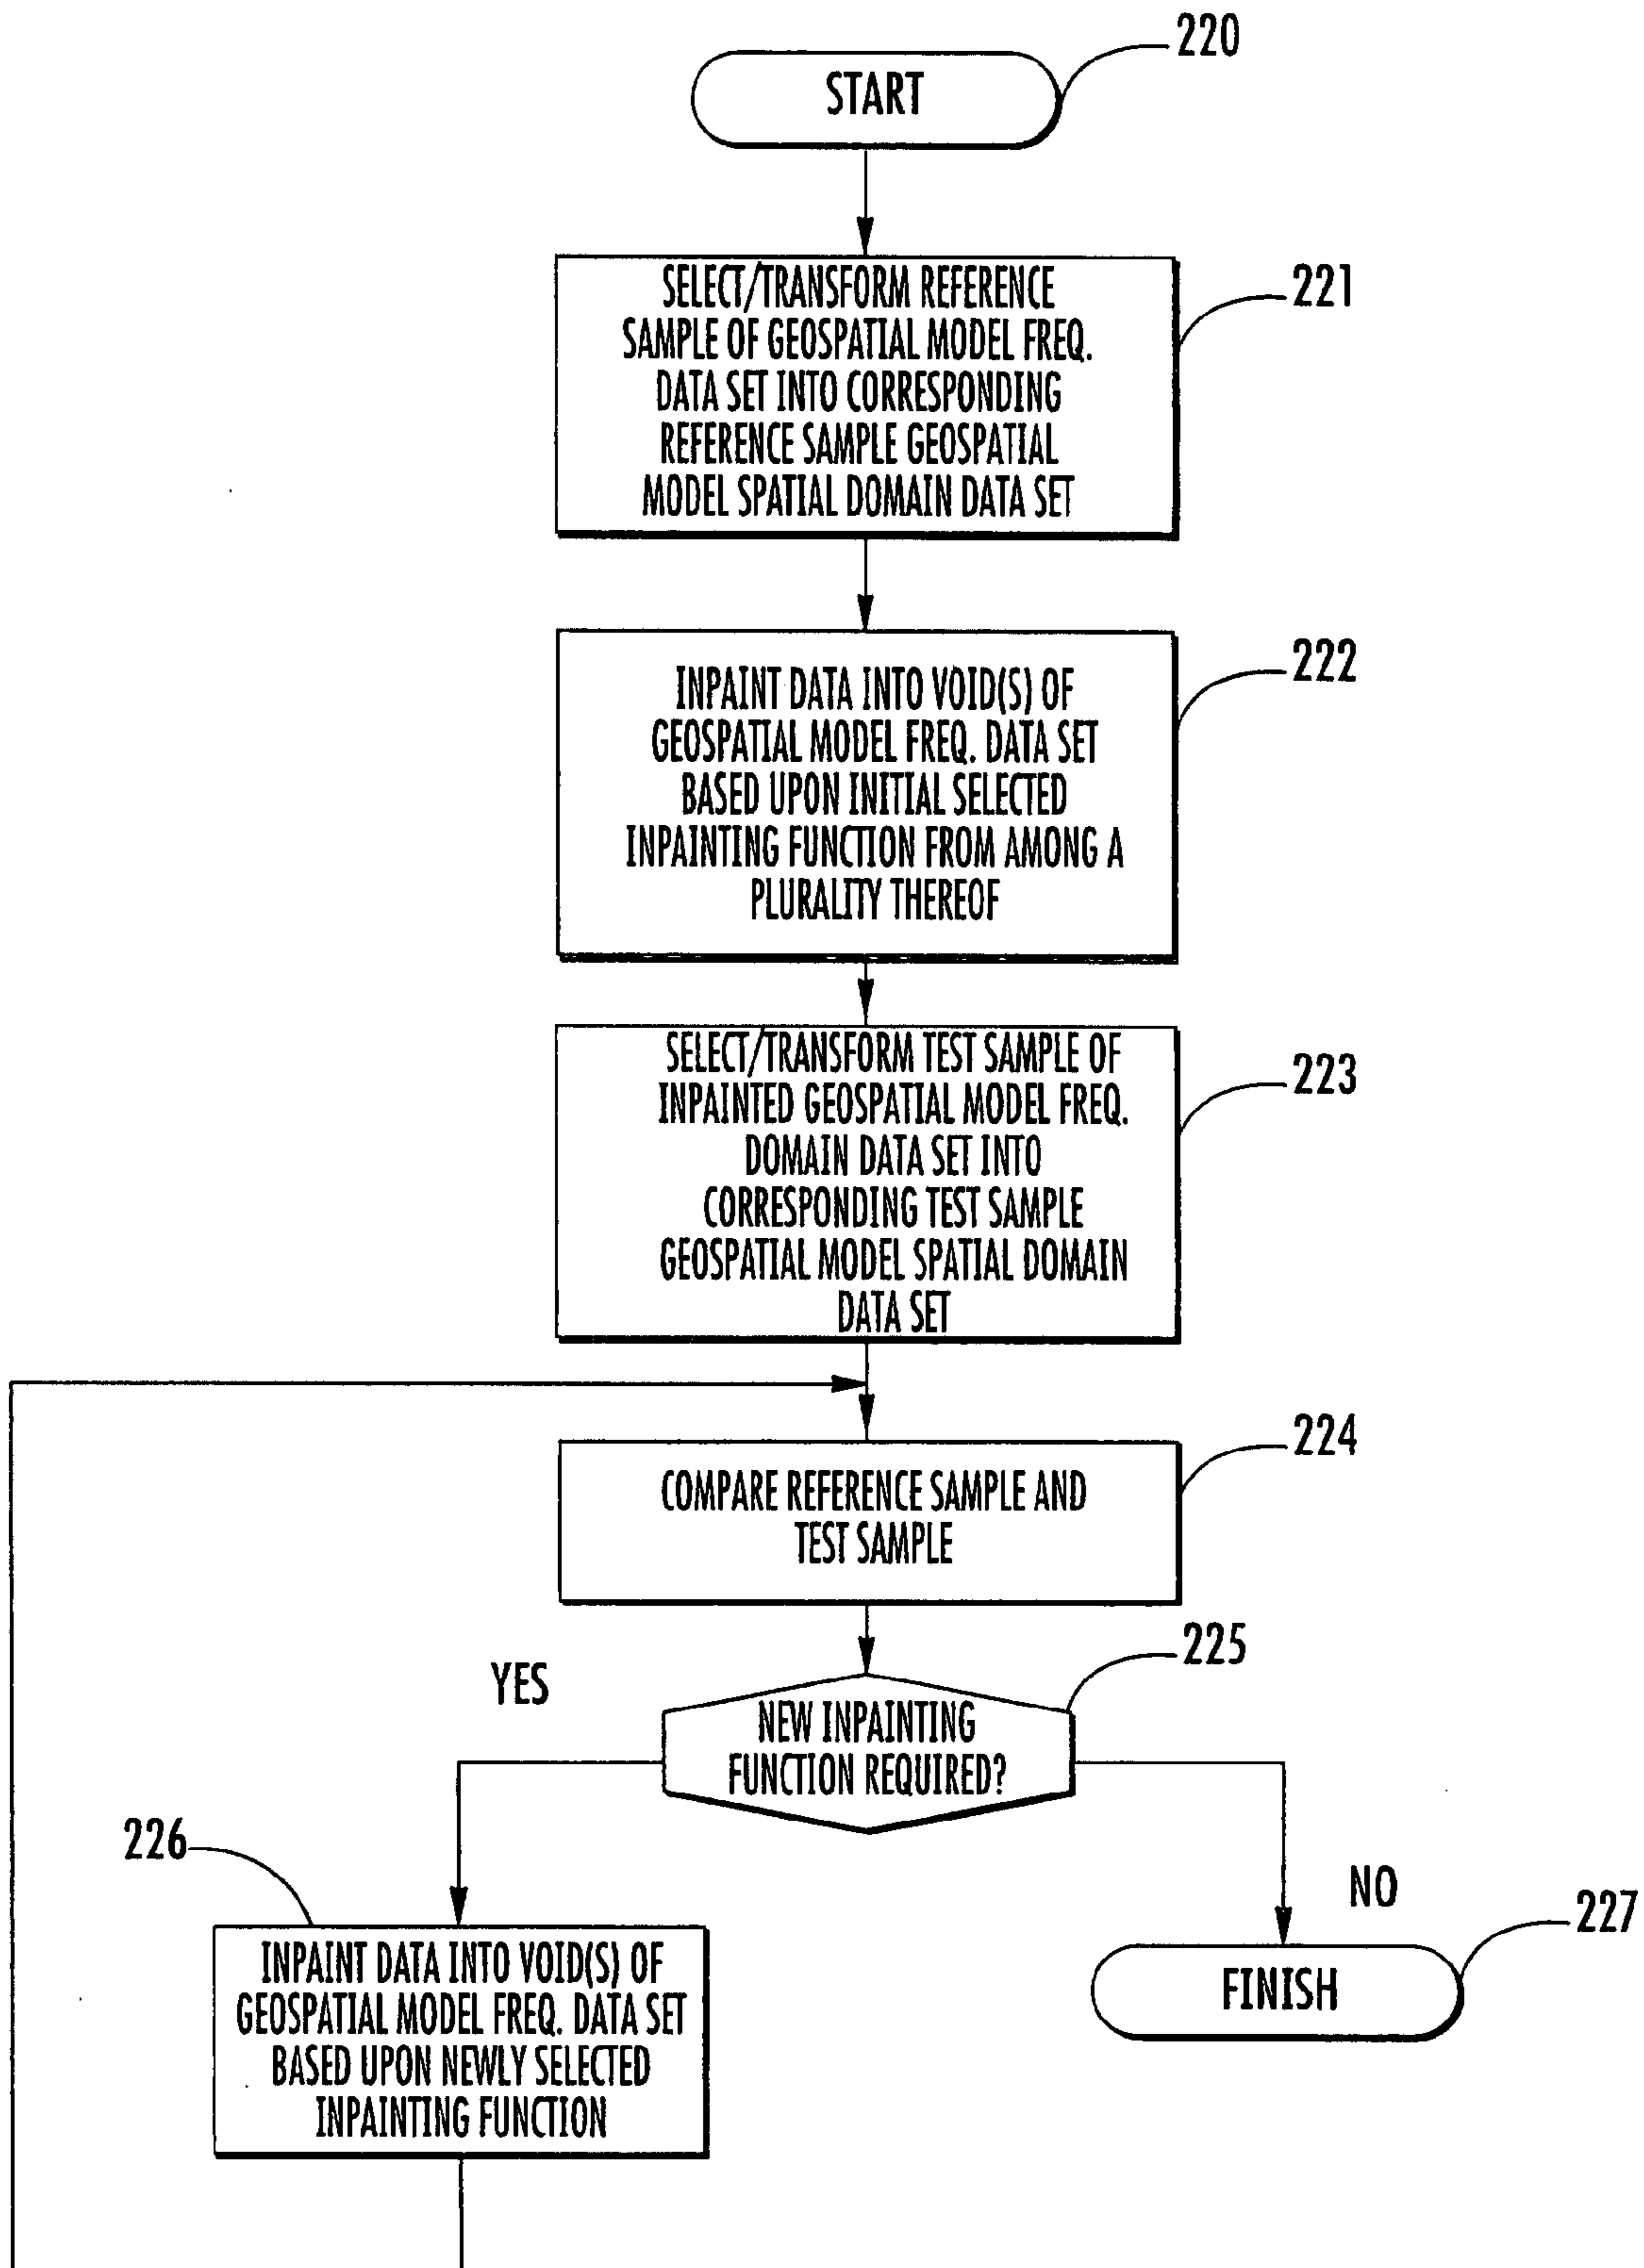 220
START
221
SELECT/TRANSFORM REFERENCE
SAMPLE OF GEOSPATIAL MODEL FREQ.
DATA SET INTO CORRESPONDING
REFERENCE SAMPLE GEOSPATIAL
MODEL SPATIAL DOMAIN DATA SET
222
INPAINT DATA INTO VOID(S) OF
GEOSPATIAL MODEL FREQ. DATA SET
BASED UPON INITIAL SELECTED
INPAINTING FUNCTION FROM AMONG A
PLURALITY THEREOF
223
SELECT/TRANSFORM TEST SAMPLE OF
INPAINTED GEOSPATIAL MODEL FREQ.
DOMAIN DATA SET INTO
CORRESPONDING TEST SAMPLE
GEOSPATIAL MODEL SPATIAL DOMAIN
DATA SET
224
COMPARE REFERENCE SAMPLE AND
TEST SAMPLE
225
YES
NEW INPAINTING
FUNCTION REQUIRED?
226
NO
227
INPAINT DATA INTO VOID(S) OF
GEOSPATIAL MODEL FREQ. DATA SET
BASED UPON NEWLY SELECTED
INPAINTING FUNCTION
FINISH